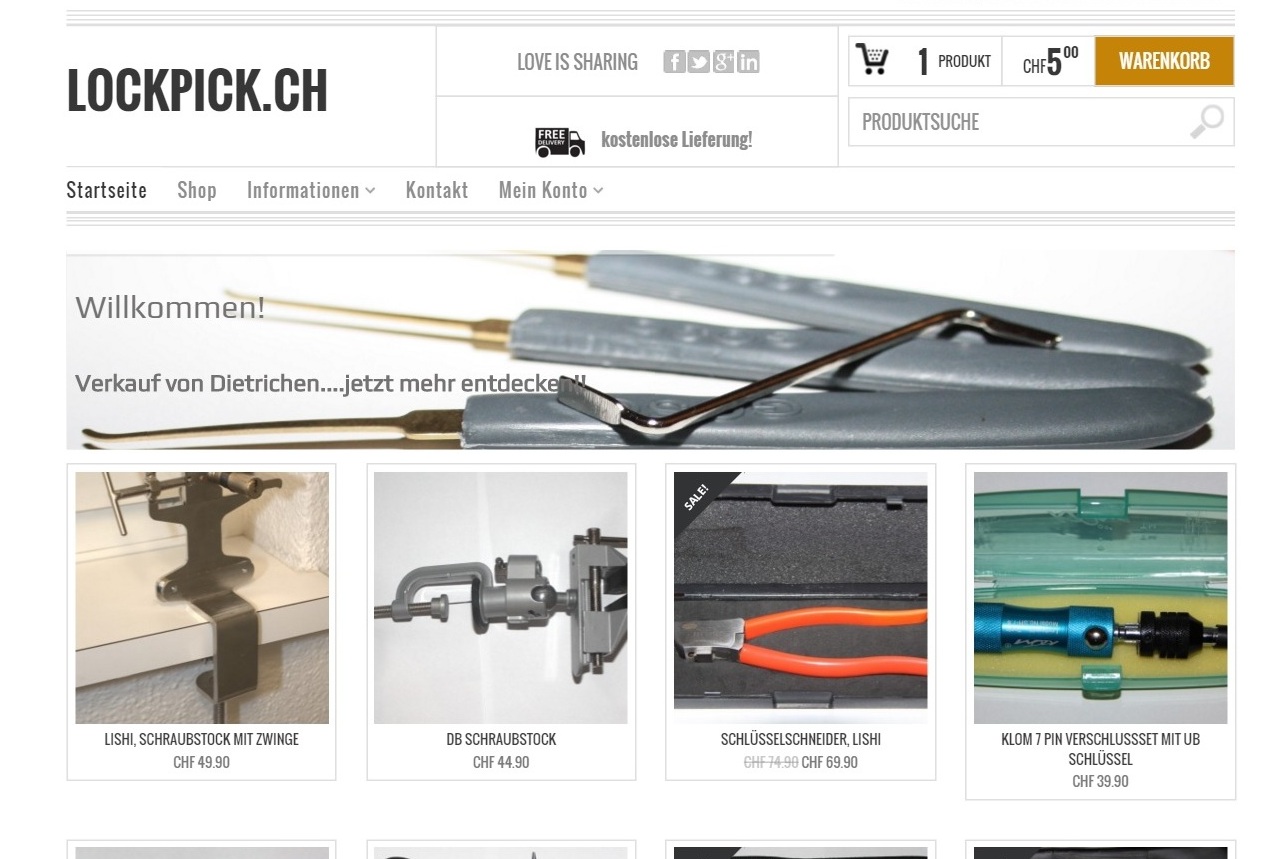 LOCKPICK.CH
LOVE IS SHARING
kostenlose Lieferung!
FREE
DELIVERY
1 PRODUKT
CHF5 00
WARENKORB
PRODUKTSUCHE
Startseite Shop Informationen Kontakt Mein Konto
Willkommen!
Verkauf von Dietrichen....jetzt mehr entdecken!!
SALE!
KLOM
LISHI, SCHRAUBSTOCK MIT ZWINGE
CHF 49.90
DB SCHRAUBSTOCK
CHF 44.90
SCHLÜSSELSCHNEIDER, LISHI
CHF 74.90 CHF 69.90
KLOM 7 PIN VERSCHLUSSSET MIT UB
SCHLÜSSEL
CHF 39.90